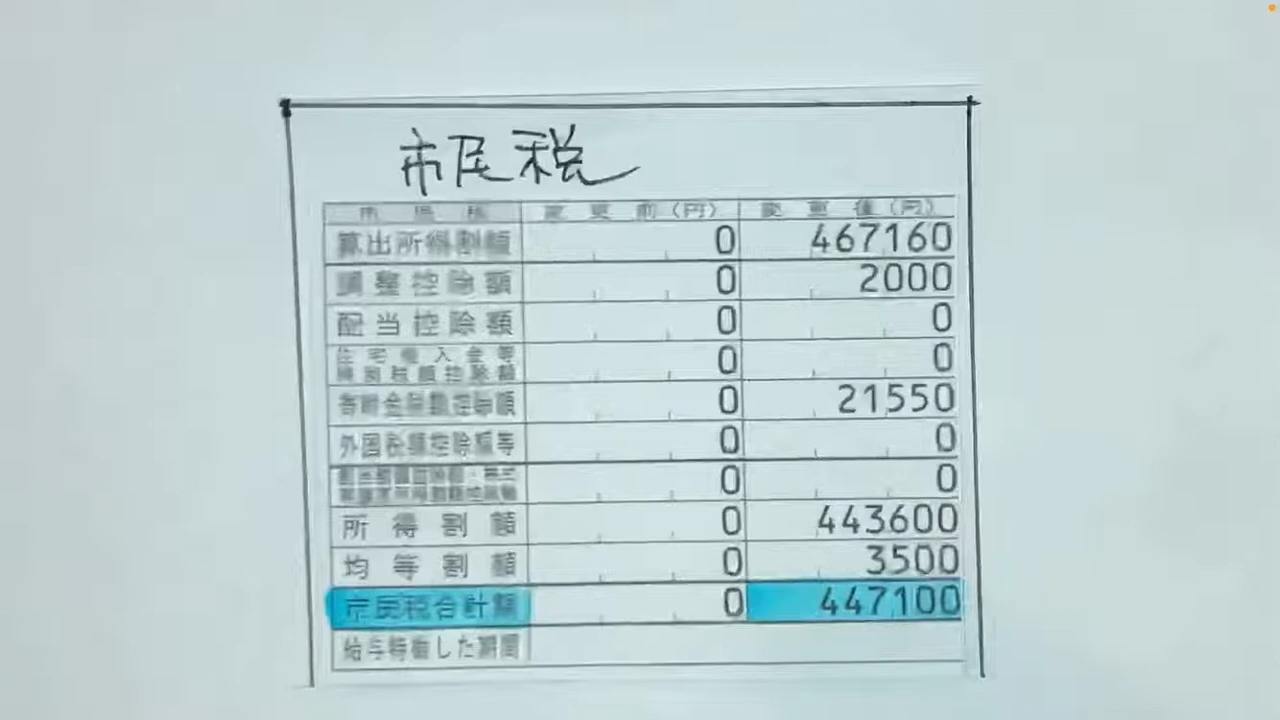 市民税
市民税 変更前(円) 変更後(円)
算出所得割額 0 467160
調整控除額 0 2000
配当控除額 0 0
住宅借入金等 0 0
特別税額控除額
寄附金税額控除額 0 21550
外国税額控除額等 0 0
0 0
所得割額 0 443600
均等割額 0 3500
市民税合計額 0 447100
給与特徴した期間